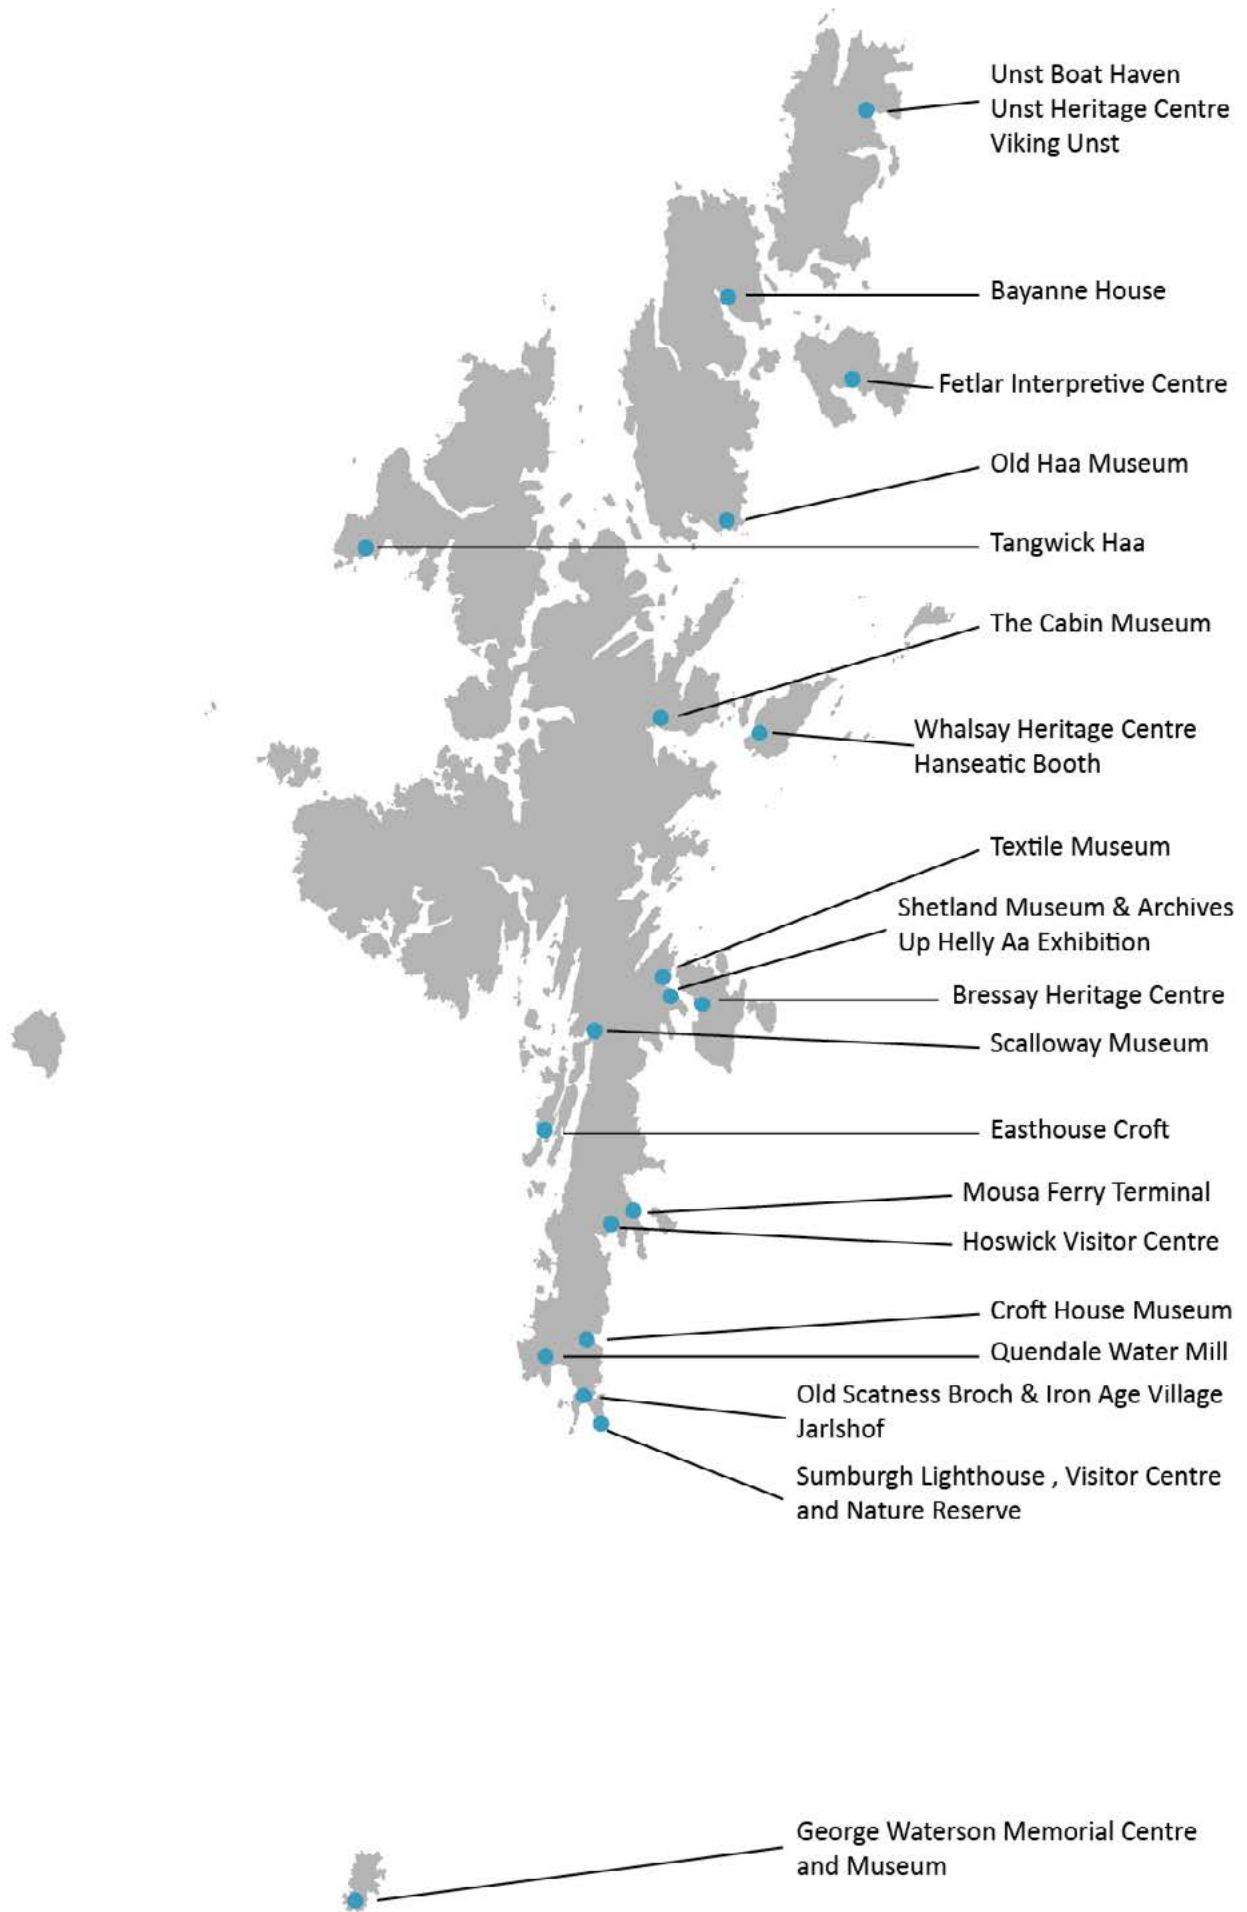 Unst Boat Haven
Unst Heritage Centre
Viking Unst
Bayanne House
Fetlar Interpretive Centre
Old Haa Museum
Tangwick Haa
The Cabin Museum
Whalsay Heritage Centre
Hanseatic Booth
Textile Museum
Shetland Museum & Archives
Up Helly Aa Exhibition
Bressay Heritage Centre
Scalloway Museum
Easthouse Croft
Mousa Ferry Terminal
Hoswick Visitor Centre
Croft House Museum
Quendale Water Mill
Old Scatness Broch & Iron Age Village
Jarlshof
Sumburgh Lighthouse , Visitor Centre
and Nature Reserve
George Waterson Memorial Centre
and Museum